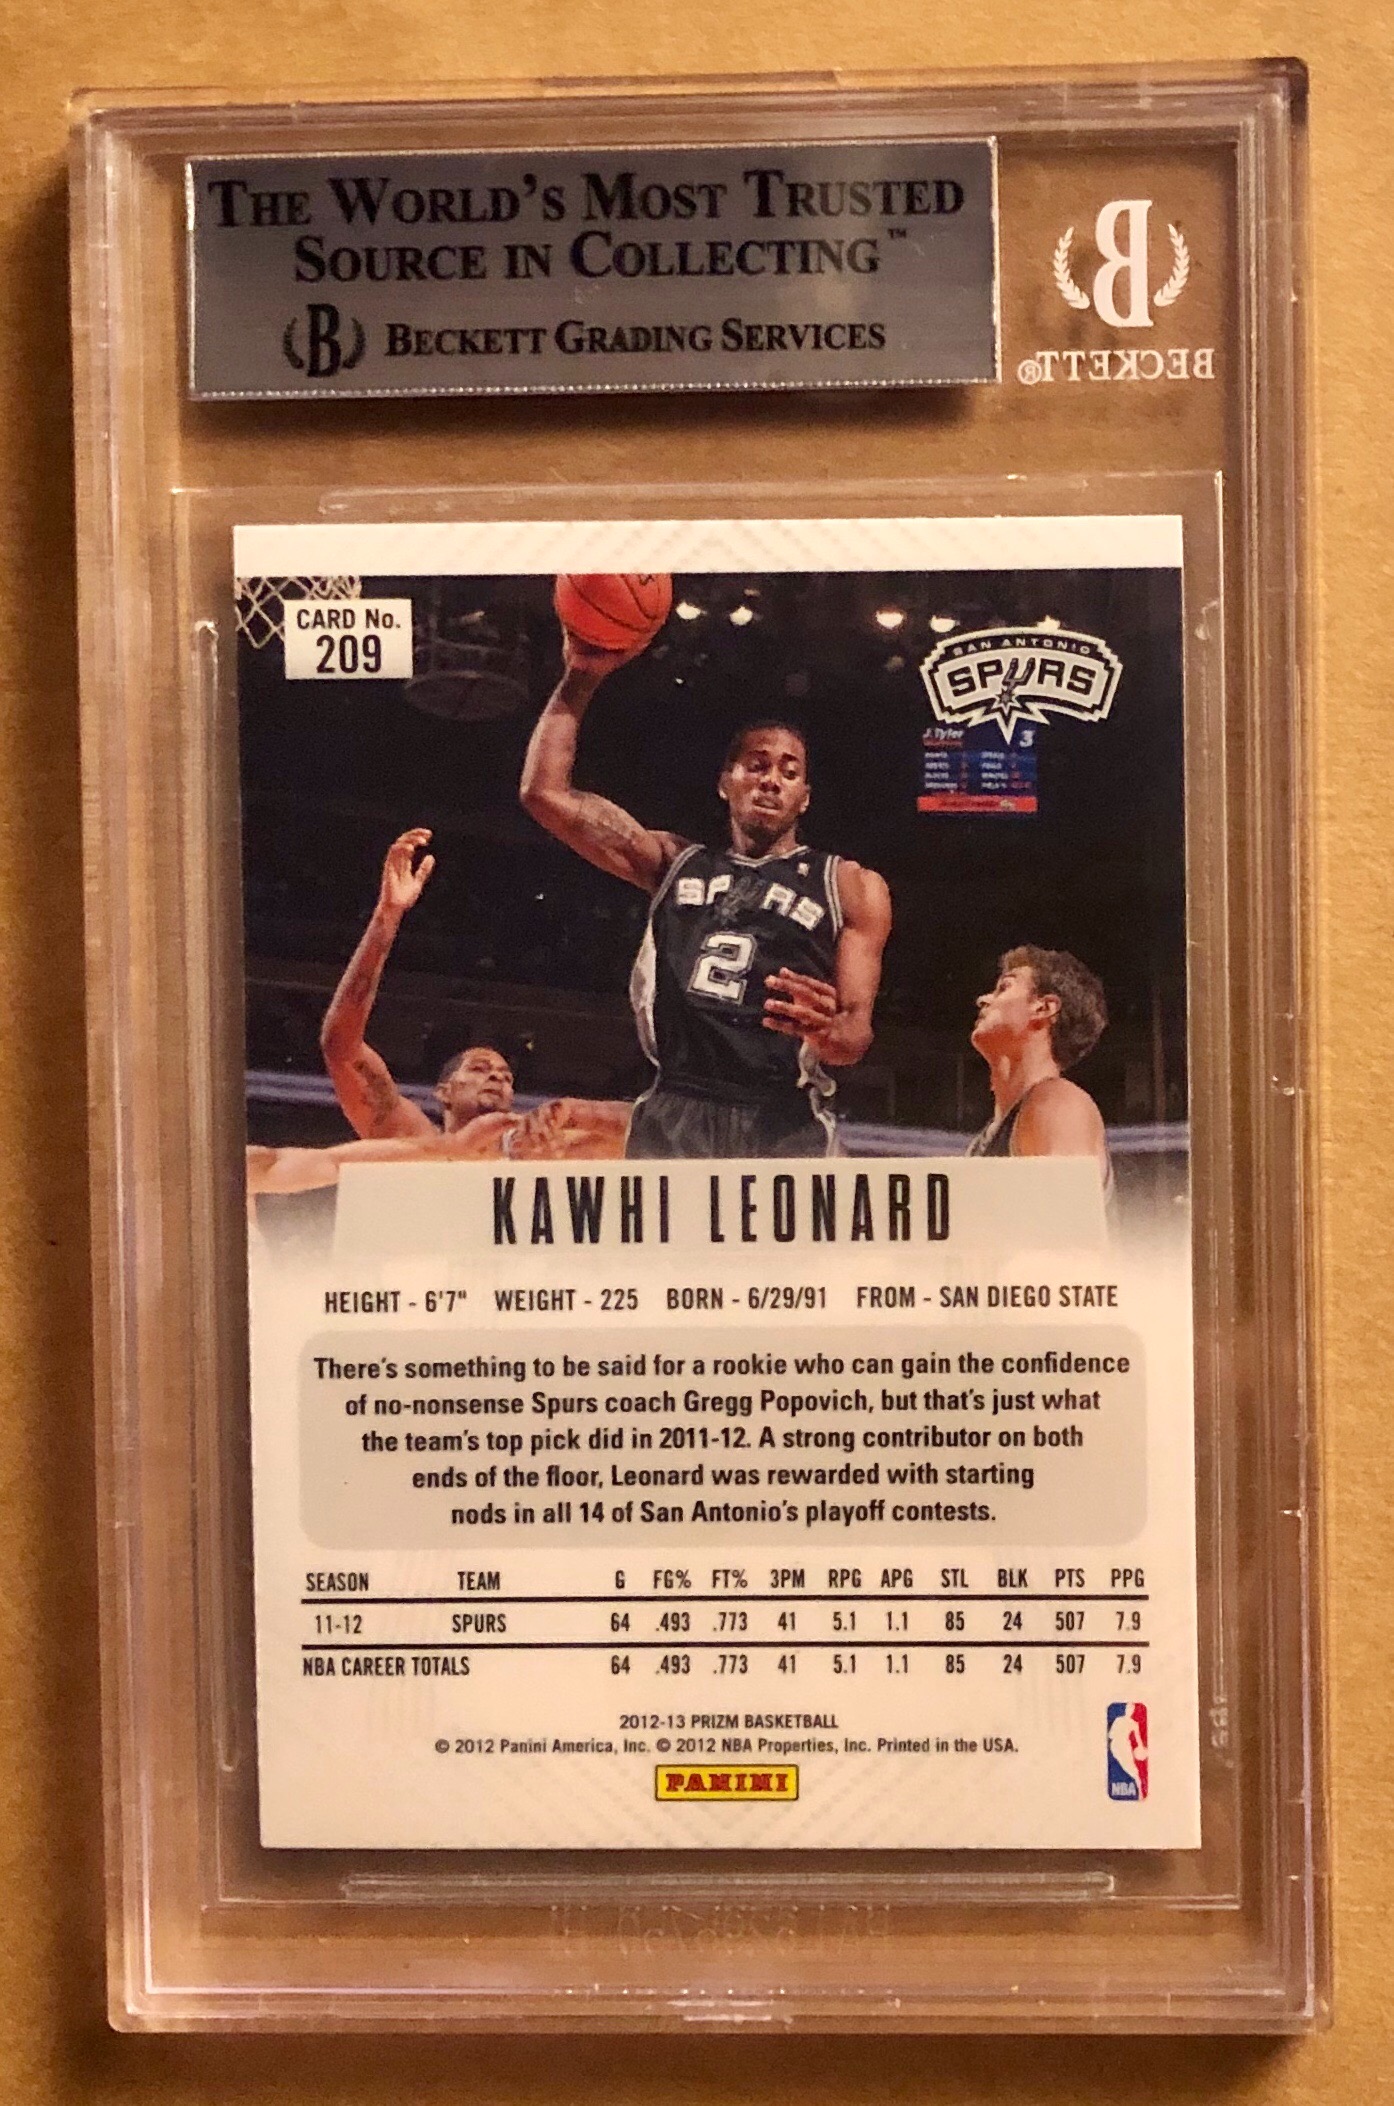 THE WORLD'S MOST TRUSTED
SOURCE IN COLLECTING™
B BECKETT GRADING SERVICES
B
BECKETT®
CARD No.
209
SAN ANTONIO
SPURS
J. Tyler 3
SPURS
2
KAWHI LEONARD
HEIGHT - 6'7" WEIGHT - 225 BORN - 6/29/91 FROM - SAN DIEGO STATE
There's something to be said for a rookie who can gain the confidence
of no-nonsense Spurs coach Gregg Popovich, but that's just what
the team's top pick did in 2011-12. A strong contributor on both
ends of the floor, Leonard was rewarded with starting
nods in all 14 of San Antonio's playoff contests.
SEASON TEAM G FG% FT% 3PM RPG APG STL BLK PTS PPG
11-12 SPURS 64 .493 .773 41 5.1 1.1 85 24 507 7.9
NBA CAREER TOTALS 64 .493 .773 41 5.1 1.1 85 24 507 7.9
2012-13 PRIZM BASKETBALL
© 2012 Panini America, Inc. © 2012 NBA Properties, Inc. Printed in the USA.
PANINI
NBA